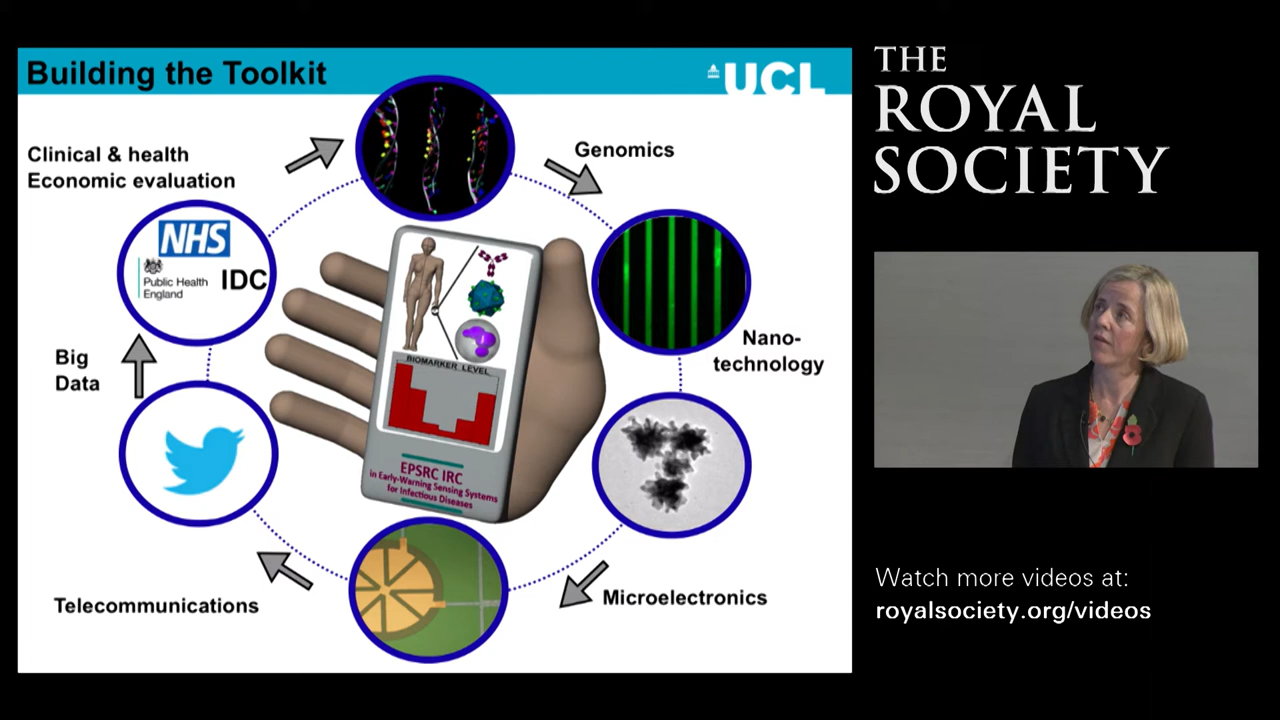 Building the Toolkit
UCL
Clinical & health
Economic evaluation
Genomics
NHS
Public Health
England
IDC
Nano-
technology
Big
Data
BIOMARKER LEVEL
EPSRC IRC
in Early-Warning Sensing Systems
for Infectious Diseases
Telecommunications
Microelectronics
THE
ROYAL
SOCIETY
Watch more videos at:
royalsociety.org/videos